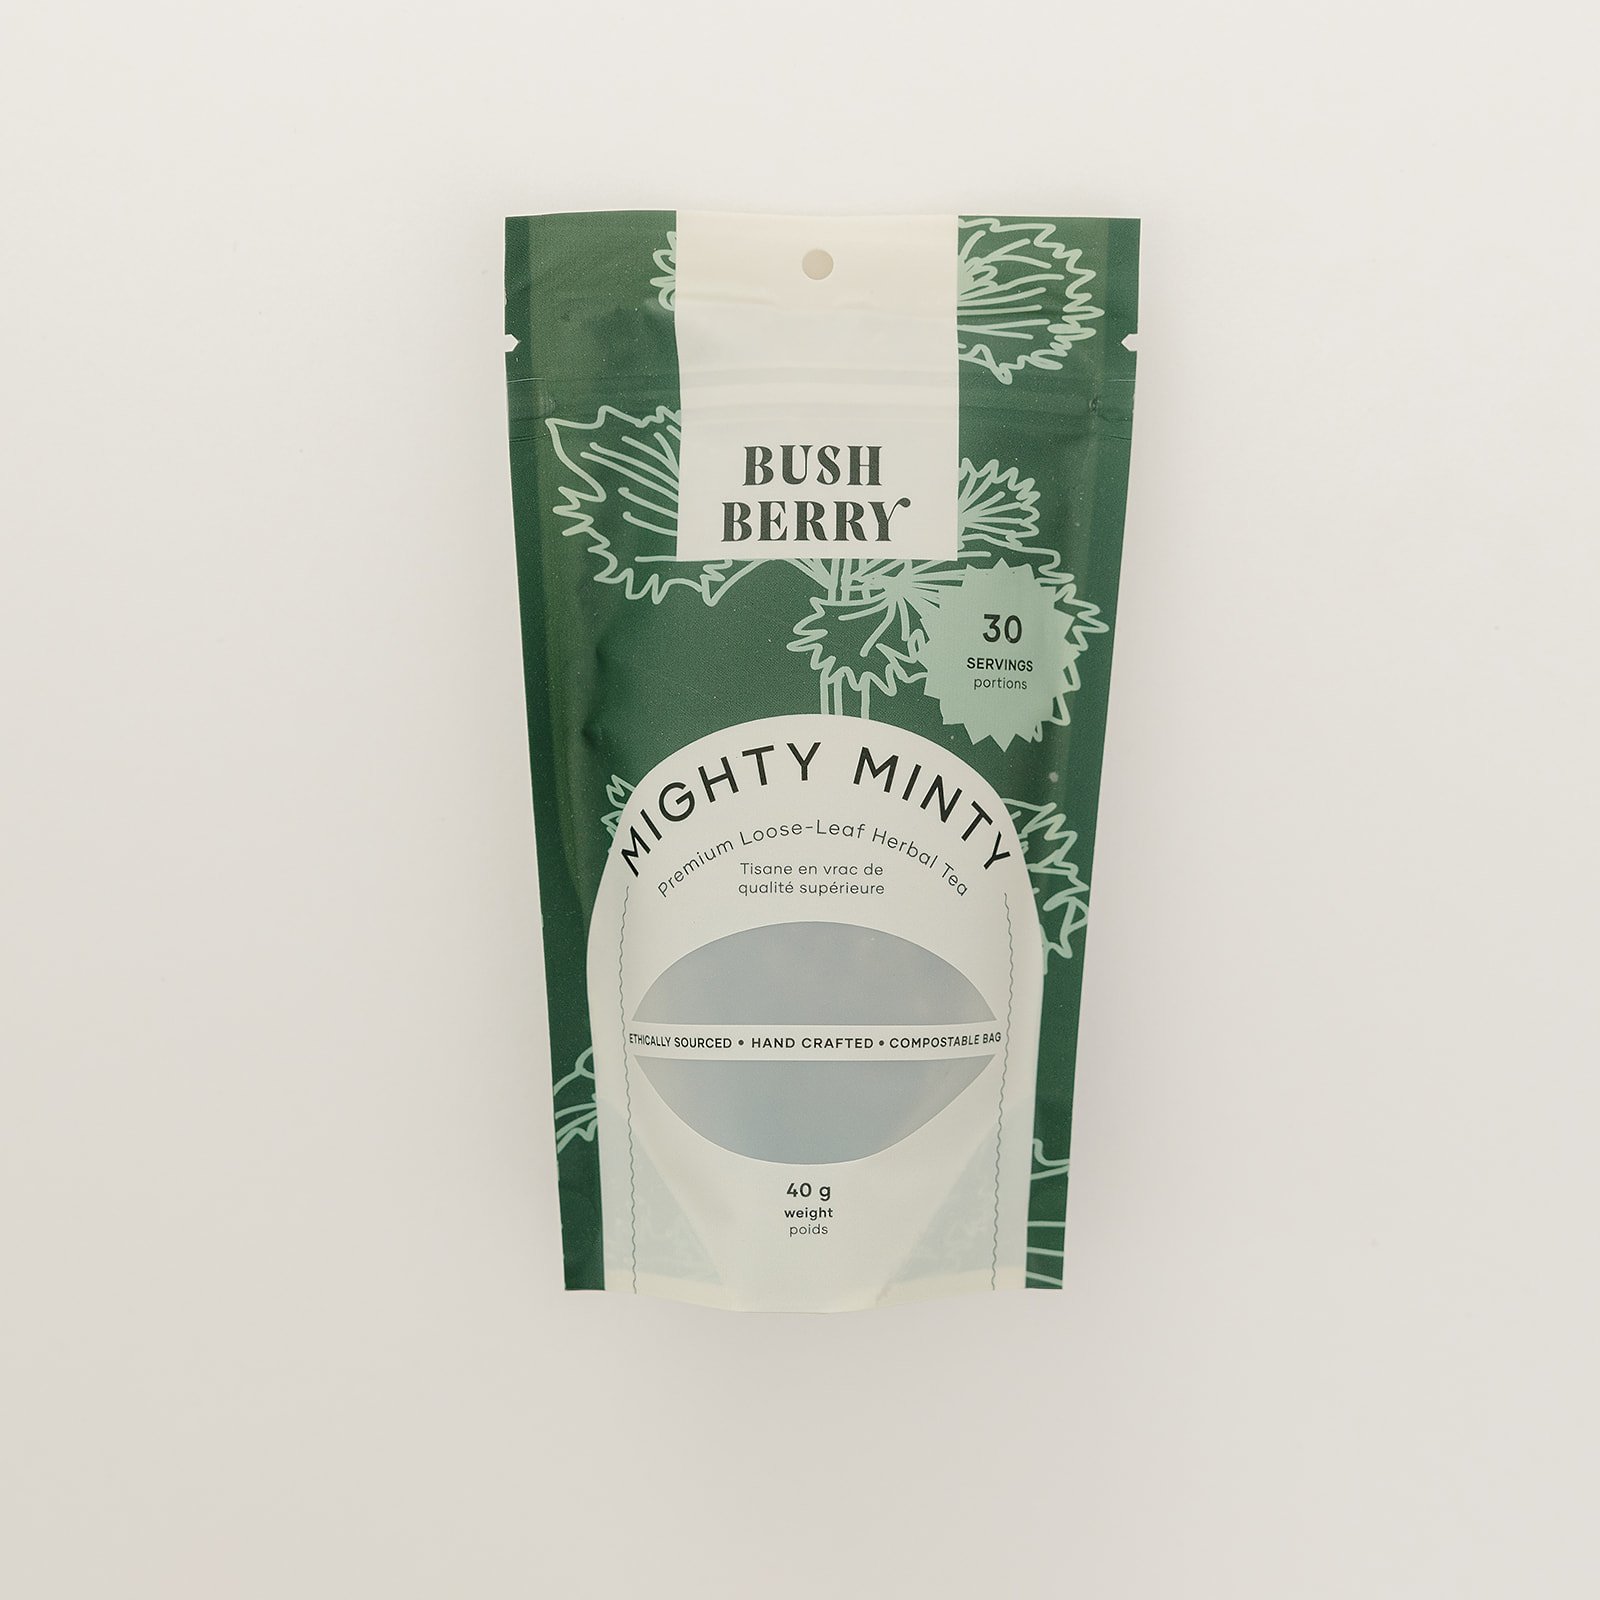 BUSH
BERRY
30
SERVINGS
portions
MIGHTY MINTY
Premium Loose-Leaf Herbal Tea
Tisane en vrac de
qualité supérieure
ETHICALLY SOURCED • HAND CRAFTED • COMPOSTABLE BAG
40 g
weight
poids